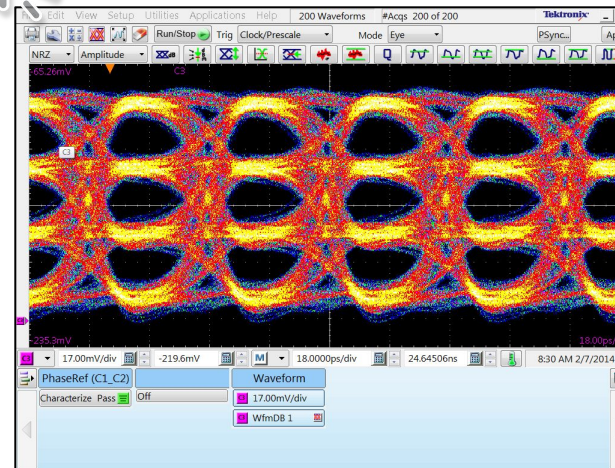 Edit View Setup Utilities Applications Help 200 Waveforms #Acqs 200 of 200 Tektronix
Run/Stop Trig Clock/Prescale Mode Eye PSync...
NRZ Amplitude Q
-65.26mV C3
C3
-235.3mV 18.00ps/
17.00mV/div -219.6mV M 18.0000ps/div 24.64506ns 8:30 AM 2/7/2014
PhaseRef (C1_C2) Waveform
Characterize Pass Off 17.00mV/div
WfmDB 1